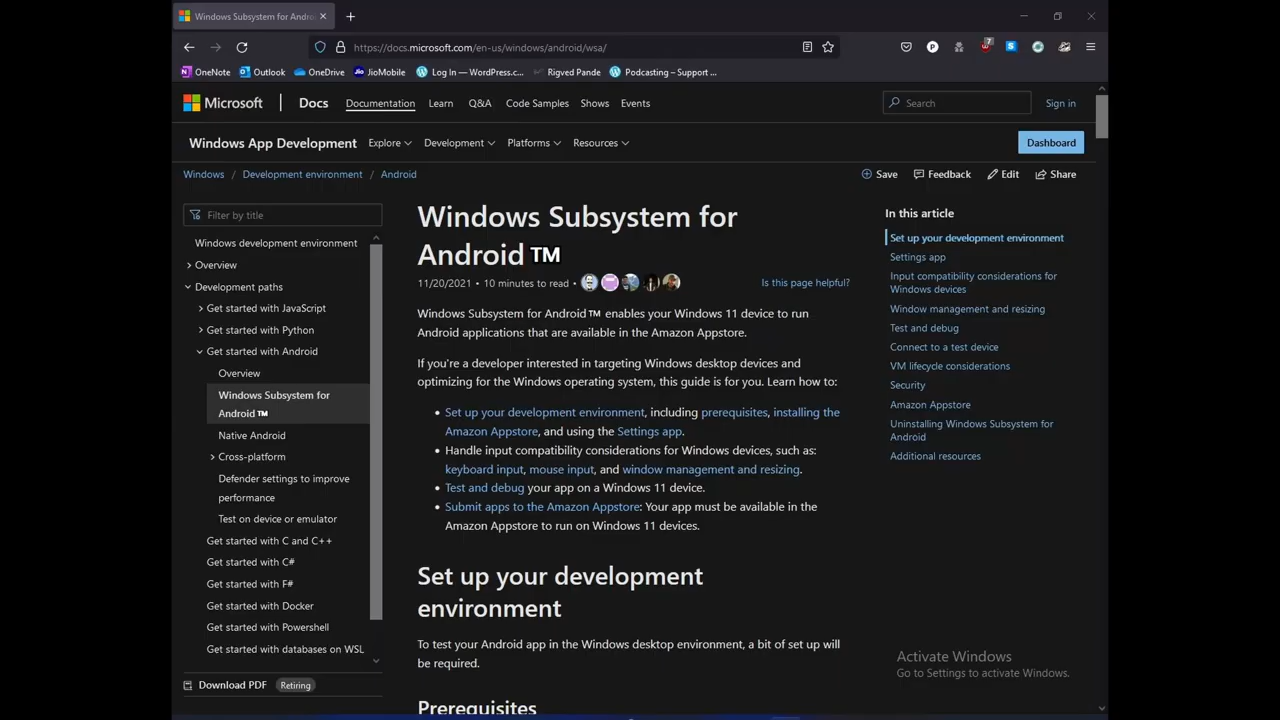 Windows Subsystem for Andro
https://docs.microsoft.com/en-us/windows/android/wsa/
7
OneNote Outlook OneDrive JioMobile Log In — WordPress.c... Rigved Pande Podcasting – Support ...
Microsoft Docs Documentation Learn Q&A Code Samples Shows Events Search Sign in
Windows App Development Explore Development Platforms Resources Dashboard
Windows / Development environment / Android Save Feedback Edit Share
Filter by title
Windows development environment
Overview
Development paths
Get started with JavaScript
Get started with Python
Get started with Android
Overview
Windows Subsystem for
Android™
Native Android
Cross-platform
Defender settings to improve
performance
Test on device or emulator
Get started with C and C++
Get started with C#
Get started with F#
Get started with Docker
Get started with Powershell
Get started with databases on WSL
Download PDF Retiring
Windows Subsystem for
Android™
11/20/2021 • 10 minutes to read Is this page helpful?
Windows Subsystem for Android™ enables your Windows 11 device to run
Android applications that are available in the Amazon Appstore.
If you're a developer interested in targeting Windows desktop devices and
optimizing for the Windows operating system, this guide is for you. Learn how to:
• Set up your development environment, including prerequisites, installing the
Amazon Appstore, and using the Settings app.
• Handle input compatibility considerations for Windows devices, such as:
keyboard input, mouse input, and window management and resizing.
• Test and debug your app on a Windows 11 device.
• Submit apps to the Amazon Appstore: Your app must be available in the
Amazon Appstore to run on Windows 11 devices.
Set up your development
environment
To test your Android app in the Windows desktop environment, a bit of set up will
be required.
Prerequisites
In this article
Set up your development environment
Settings app
Input compatibility considerations for
Windows devices
Window management and resizing
Test and debug
Connect to a test device
VM lifecycle considerations
Security
Amazon Appstore
Uninstalling Windows Subsystem for
Android
Additional resources
Activate Windows
Go to Settings to activate Windows.